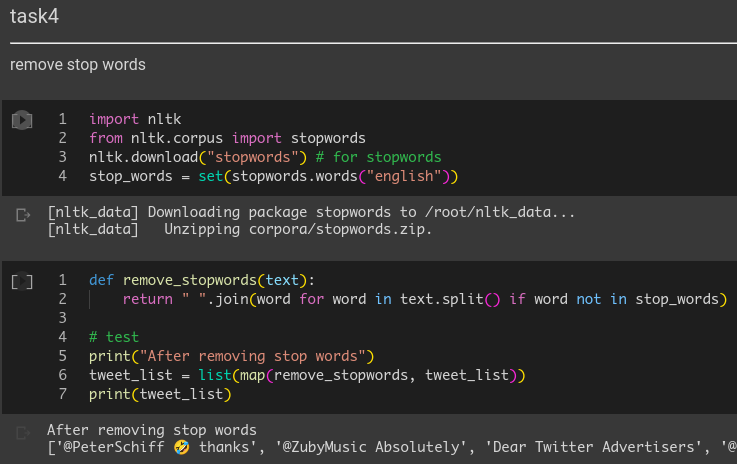 task4
remove stop words
1 import nltk
2 from nltk.corpus import stopwords
3 nltk.download("stopwords") # for stopwords
4 stop_words = set(stopwords.words("english"))
[nltk_data] Downloading package stopwords to /root/nltk_data...
[nltk_data]   Unzipping corpora/stopwords.zip.
[ ] 1 def remove_stopwords(text):
2     return " ".join(word for word in text.split() if word not in stop_words)
3
4 # test
5 print("After removing stop words")
6 tweet_list = list(map(remove_stopwords, tweet_list))
7 print(tweet_list)
After removing stop words
['@PeterSchiff 🤣 thanks', '@ZubyMusic Absolutely', 'Dear Twitter Advertisers', '@